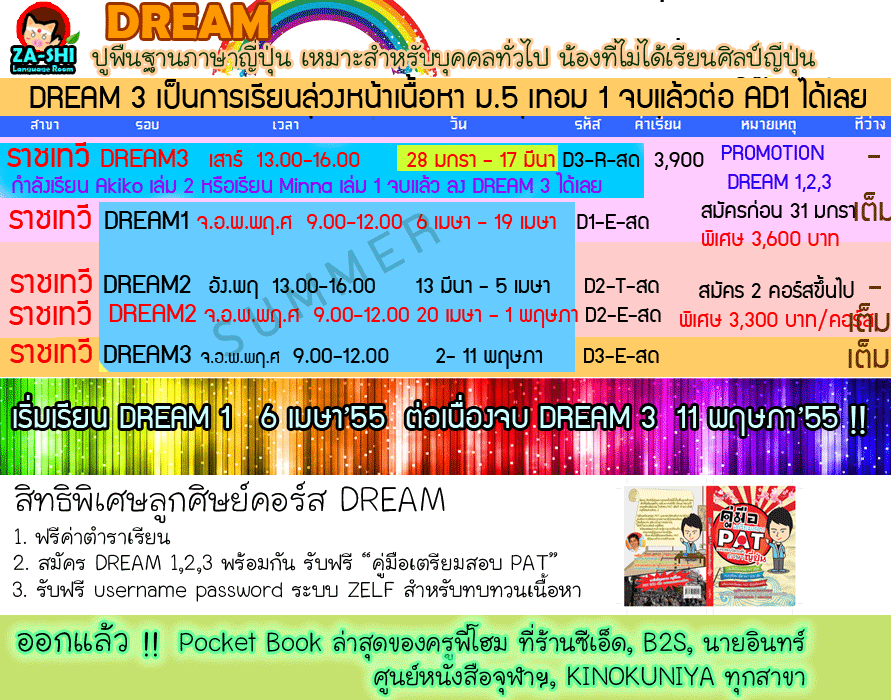 ZA-SHI
Language Room
DREAM
ปูพื้นฐานภาษาญี่ปุ่น เหมาะสำหรับบุคคลทั่วไป น้องที่ไม่ได้เรียนศิลป์ญี่ปุ่น
DREAM 3 เป็นการเรียนล่วงหน้าเนื้อหา ม.5 เทอม 1 จบแล้วต่อ AD1 ได้เลย
สาขา รอบ เวลา วัน รหัส ค่าเรียน หมายเหตุ ที่ว่าง
ราชเทวี DREAM3 เสาร์ 13.00-16.00 28 มกรา - 17 มีนา D3-R-สด 3,900 PROMOTION -
กำลังเรียน Akiko เล่ม 2 หรือเรียน Minna เล่ม 1 จบแล้ว ลง DREAM 3 ได้เลย DREAM 1,2,3
ราชเทวี DREAM1 จ.อ.พ.พฤ.ศ 9.00-12.00 6 เมษา - 19 เมษา D1-E-สด สมัครก่อน 31 มกรา เต็ม
พิเศษ 3,600 บาท
ราชเทวี DREAM2 อัง.พฤ 13.00-16.00 13 มีนา - 5 เมษา D2-T-สด สมัคร 2 คอร์สขึ้นไป -
ราชเทวี DREAM2 จ.อ.พ.พฤ.ศ 9.00-12.00 20 เมษา - 1 พฤษภา D2-E-สด พิเศษ 3,300 บาท/คอร์ส เต็ม
ราชเทวี DREAM3 จ.อ.พ.พฤ.ศ 9.00-12.00 2- 11 พฤษภา D3-E-สด เต็ม
SUMMER
เริ่มเรียน DREAM 1 6 เมษา'55 ต่อเนื่องจบ DREAM 3 11 พฤษภา'55 !!
สิทธิพิเศษลูกศิษย์คอร์ส DREAM
1. ฟรีค่าตำราเรียน
2. สมัคร DREAM 1,2,3 พร้อมกัน รับฟรี "คู่มือเตรียมสอบ PAT"
3. รับฟรี username password ระบบ ZELF สำหรับทบทวนเนื้อหา
คู่มือ
PAT
ออกแล้ว !! Pocket Book ล่าสุดของครูพี่โฮม ที่ร้านซีเอ็ด, B2S, นายอินทร์
ศูนย์หนังสือจุฬาฯ, KINOKUNIYA ทุกสาขา